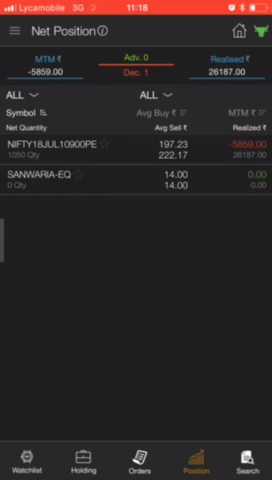 Lycamobile 3G 11:18
Net Position
MTM ₹ Adv. 0 Realised ₹
-5859.00 Dec. 1 26187.00
ALL ALL
Symbol Avg Buy ₹ MTM ₹
Net Quantity Avg Sell ₹ Realized ₹
NIFTY18JUL10900PE 197.23 -5859.00
1050 Qty 222.17 26187.00
SANWARIA-EQ 14.00 0.00
0 Qty 14.00 0.00
Watchlist Holding Orders Position Search